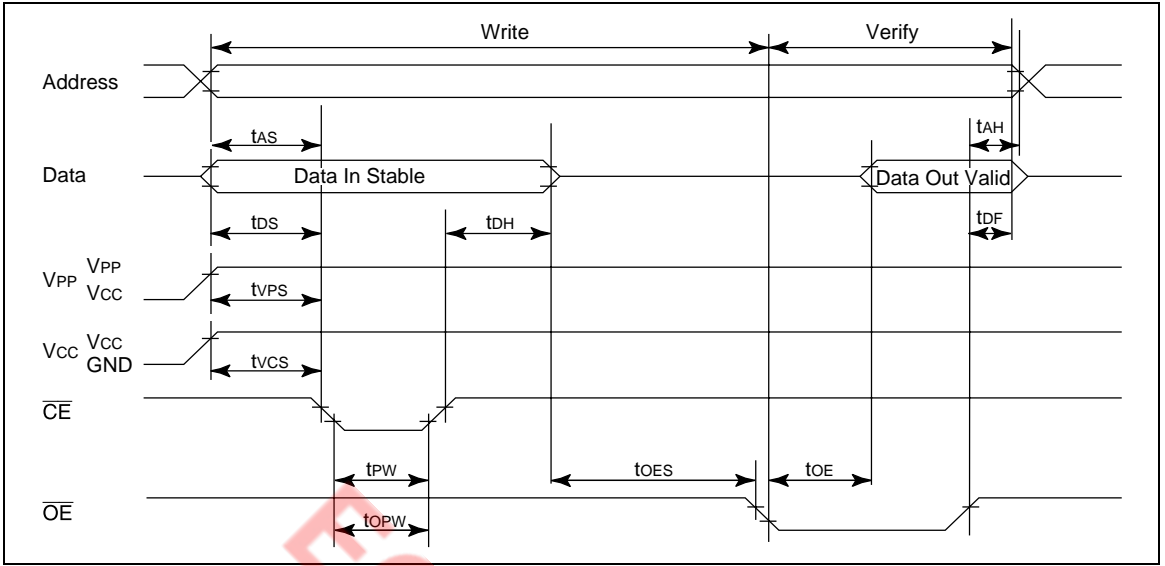 Write Verify
Address
tAS tAH
Data Data In Stable Data Out Valid
tDS tDH tDF
VPP VPP
VCC
tVPS
VCC VCC
GND
tVCS
CE
tPW tOES tOE
OE
tOPW